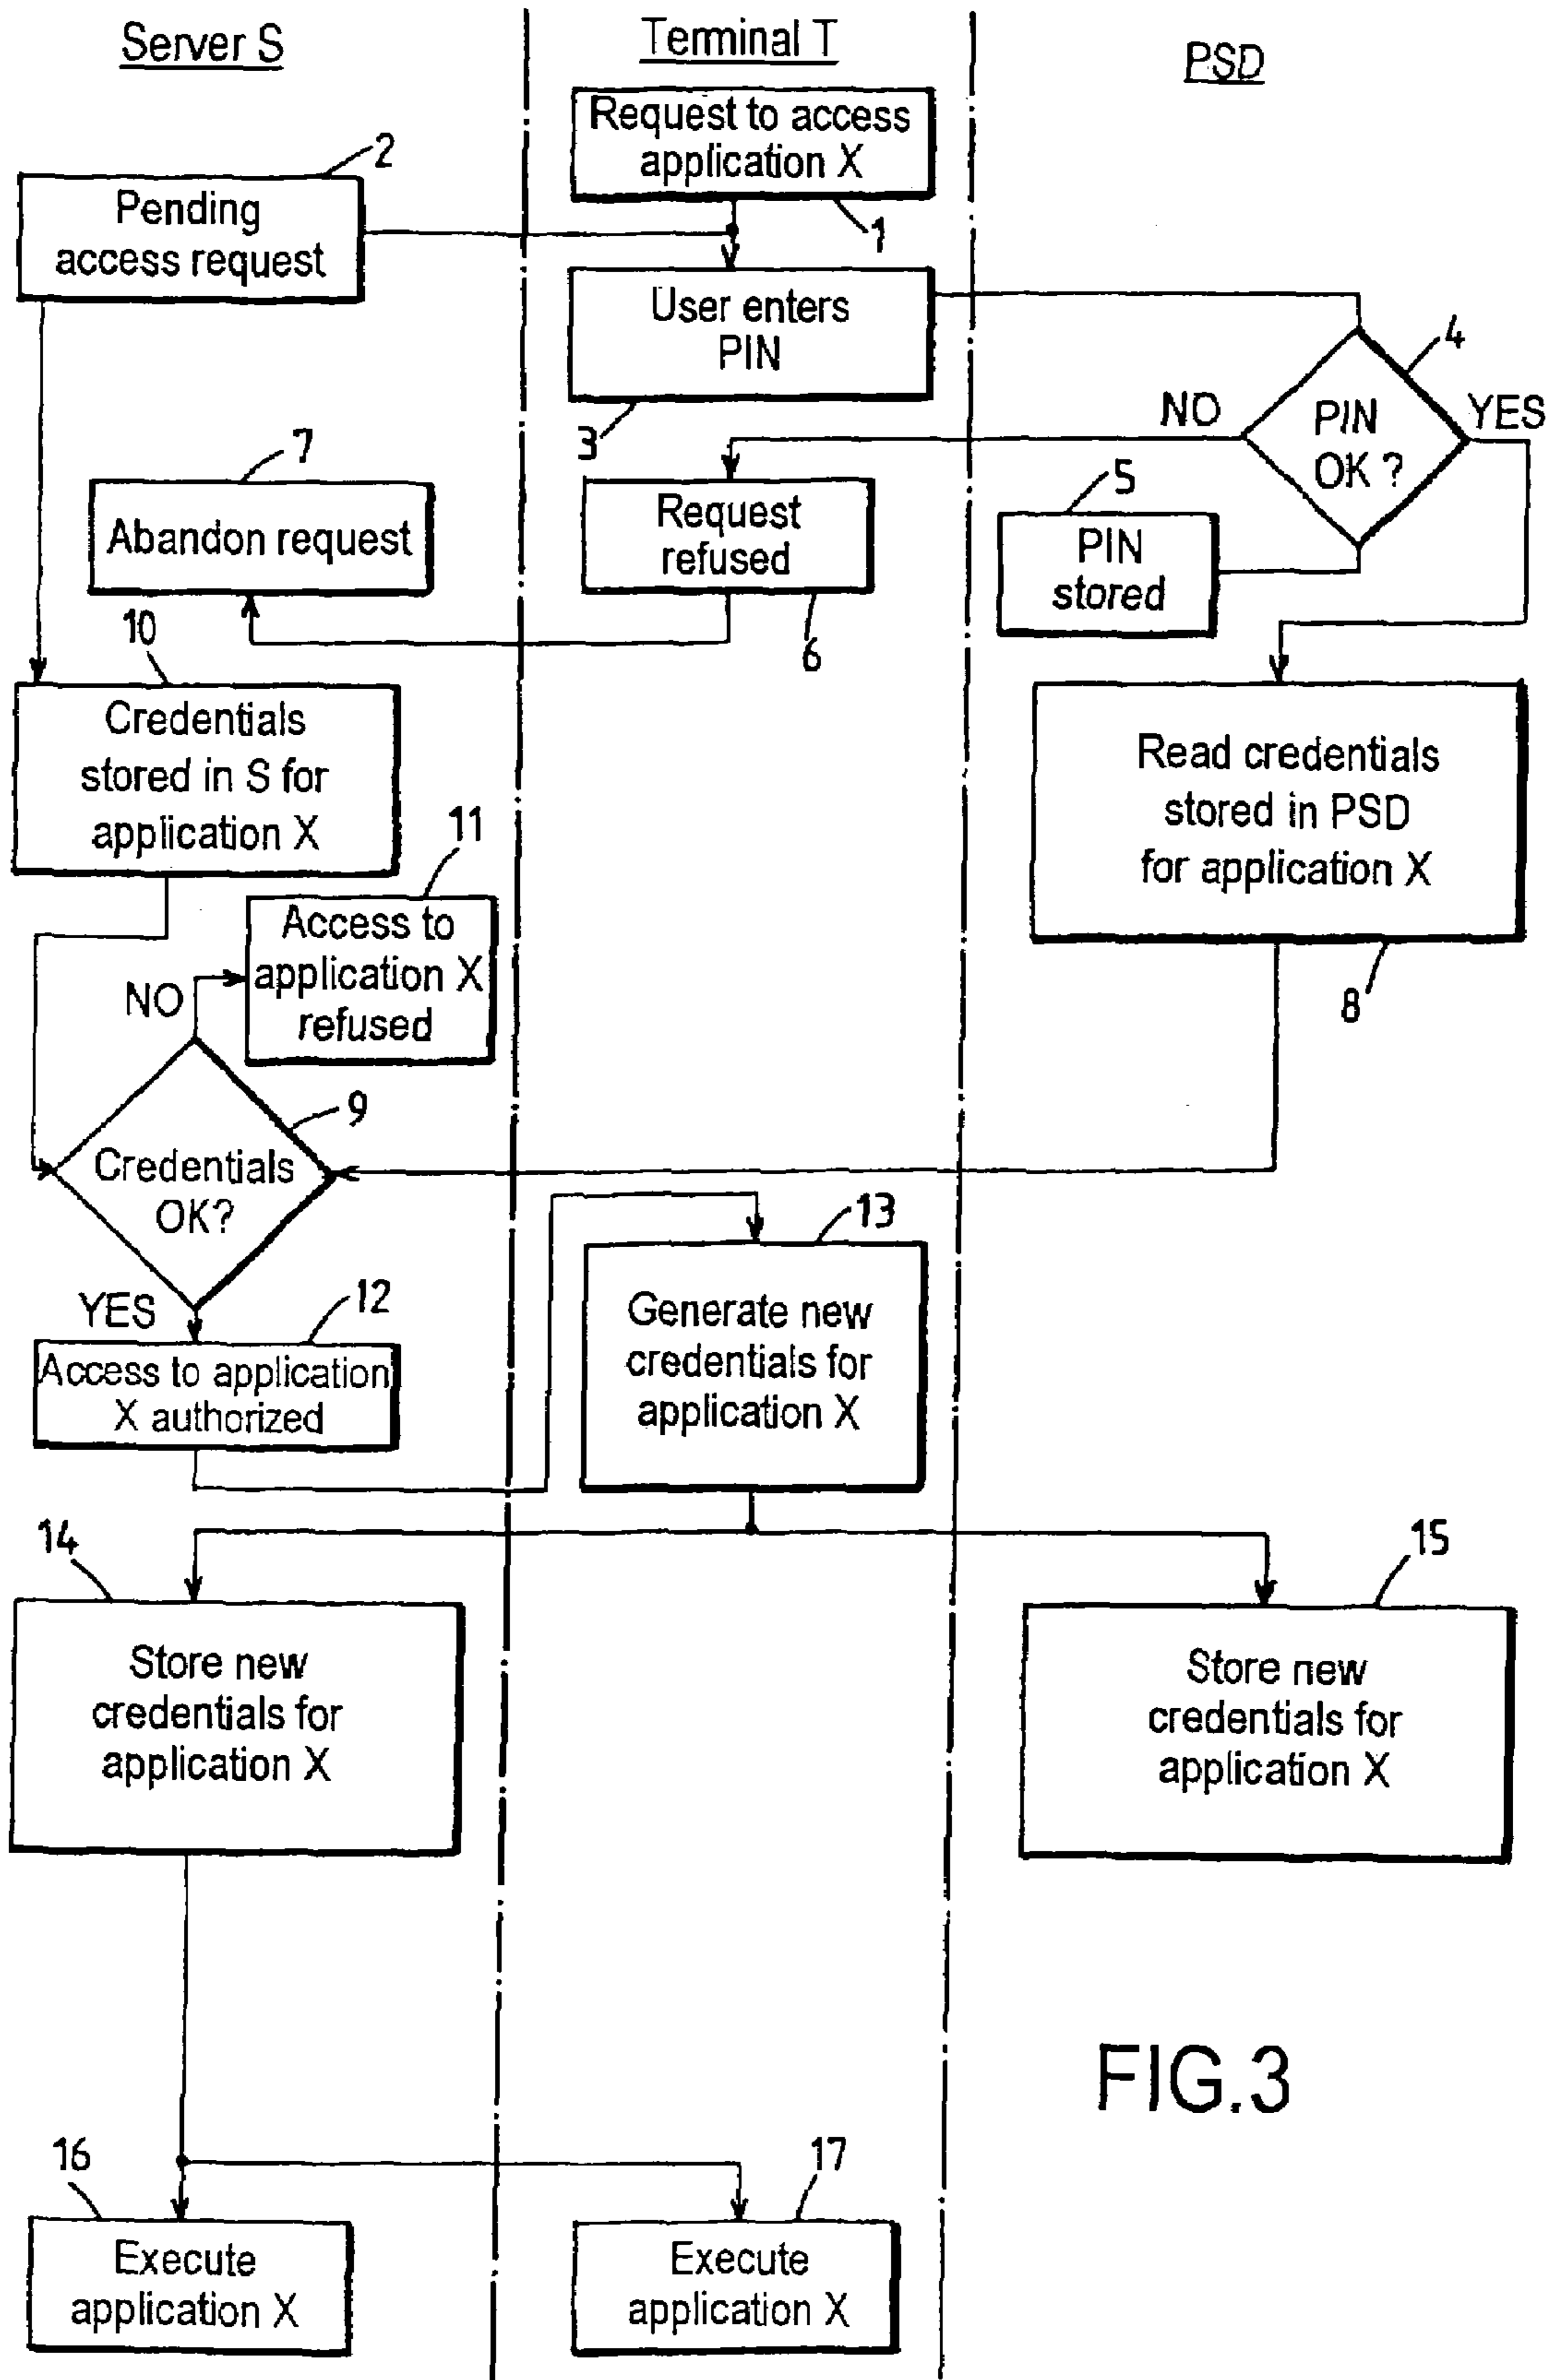 Server S
Terminal T
PSD
Request to access
application X
1
2
Pending
access request
User enters
PIN
3
4
NO
PIN
OK ?
YES
5
PIN
stored
7
Abandon request
Request
refused
6
10
Credentials
stored in S for
application X
Read credentials
stored in PSD
for application X
8
11
Access to
application X
refused
NO
9
Credentials
OK?
YES
12
Access to application
X authorized
13
Generate new
credentials for
application X
14
Store new
credentials for
application X
15
Store new
credentials for
application X
16
Execute
application X
17
Execute
application X
FIG.3